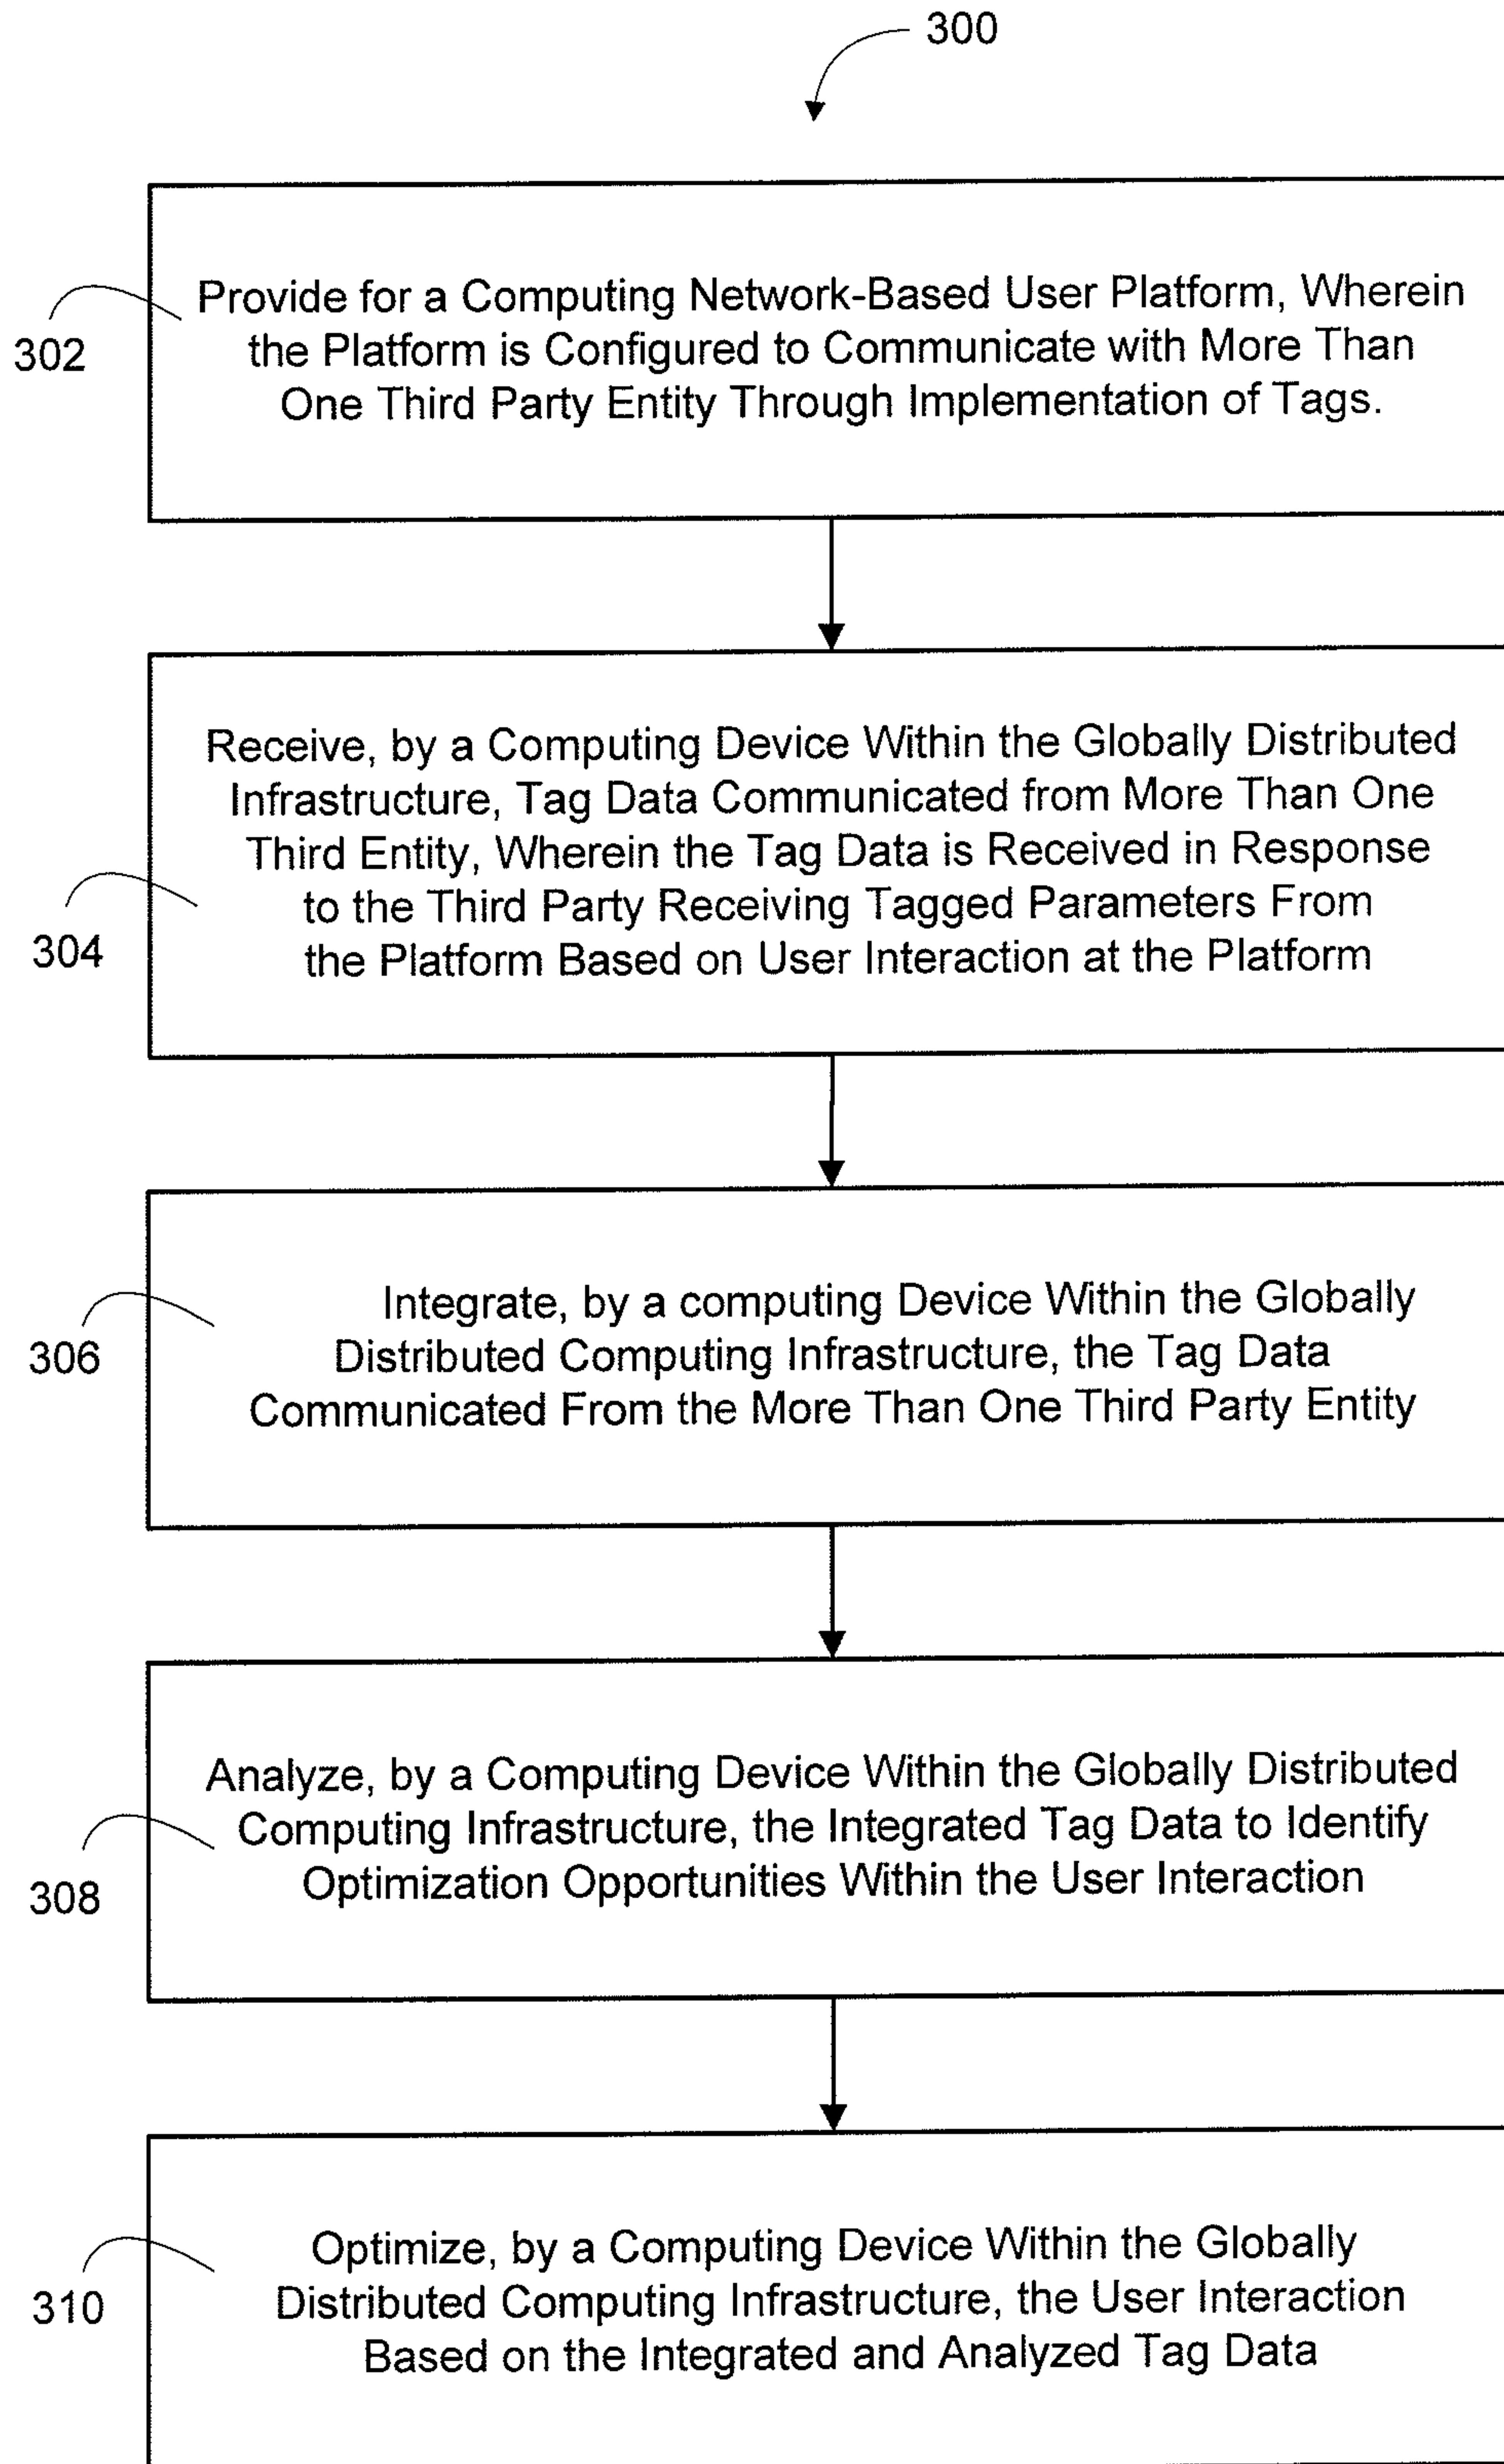 300
Provide for a Computing Network-Based User Platform, Wherein
the Platform is Configured to Communicate with More Than
One Third Party Entity Through Implementation of Tags.
302
Receive, by a Computing Device Within the Globally Distributed
Infrastructure, Tag Data Communicated from More Than One
Third Entity, Wherein the Tag Data is Received in Response
to the Third Party Receiving Tagged Parameters From
the Platform Based on User Interaction at the Platform
304
Integrate, by a computing Device Within the Globally
Distributed Computing Infrastructure, the Tag Data
Communicated From the More Than One Third Party Entity
306
Analyze, by a Computing Device Within the Globally Distributed
Computing Infrastructure, the Integrated Tag Data to Identify
Optimization Opportunities Within the User Interaction
308
Optimize, by a Computing Device Within the Globally
Distributed Computing Infrastructure, the User Interaction
Based on the Integrated and Analyzed Tag Data
310